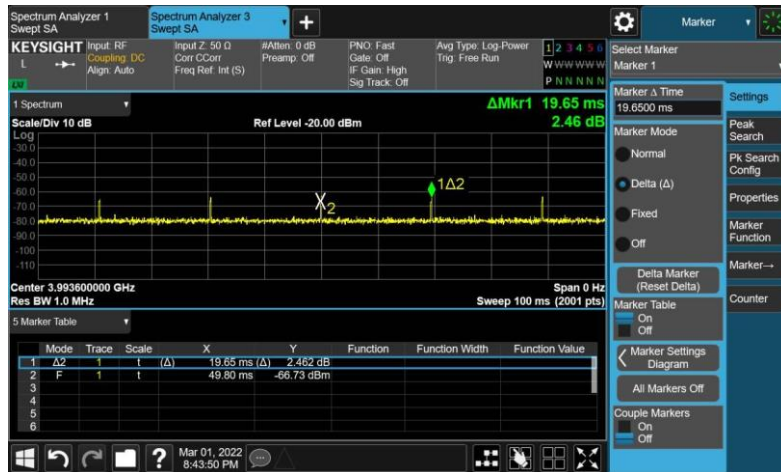 Spectrum Analyzer 1
Swept SA
Spectrum Analyzer 3
Swept SA
Marker
KEYSIGHT
L
Input: RF
Coupling: DC
Align: Auto
Input Z: 50 Ω
Corr CCorr
Freq Ref: Int (S)
#Atten: 0 dB
Preamp: Off
PNO: Fast
Gate: Off
IF Gain: High
Sig Track: Off
Avg Type: Log-Power
Trig: Free Run
1 2 3 4 5 6
W W W W W W
P N N N N N
Select Marker
Marker 1
1 Spectrum
ΔMkr1 19.65 ms
2.46 dB
Scale/Div 10 dB
Ref Level -20.00 dBm
Log
-30.0
-40.0
-50.0
-60.0
-70.0
-80.0
-90.0
-100
-110
2
1Δ2
Center 3.993600000 GHz
Res BW 1.0 MHz
Span 0 Hz
Sweep 100 ms (2001 pts)
5 Marker Table
Mode Trace Scale X Y Function Function Width Function Value
1 Δ2 1 t (Δ) 19.65 ms (Δ) 2.462 dB
2 F 1 t 49.80 ms -66.73 dBm
3
4
5
6
Marker Δ Time
19.6500 ms
Marker Mode
Normal
Delta (Δ)
Fixed
Off
Delta Marker
(Reset Delta)
Marker Table
On
Off
Marker Settings
Diagram
All Markers Off
Couple Markers
On
Off
Settings
Peak
Search
Pk Search
Config
Properties
Marker
Function
Marker→
Counter
?
Mar 01, 2022
8:43:50 PM